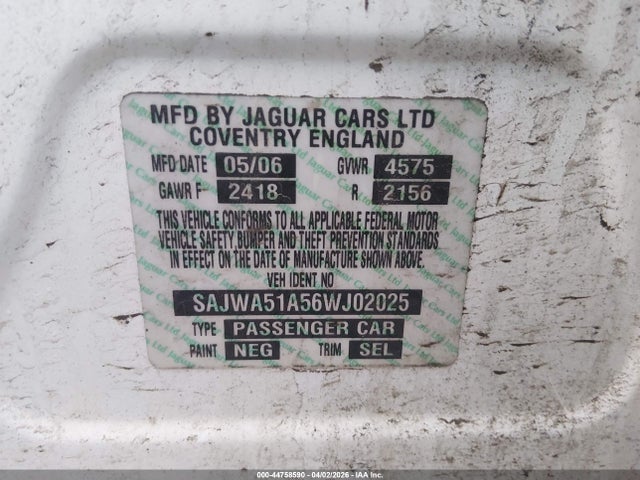 MFD BY JAGUAR CARS LTD
COVENTRY ENGLAND
MFD DATE 05/06 GVWR 4575
GAWR F 2418 R 2156
THIS VEHICLE CONFORMS TO ALL APPLICABLE FEDERAL MOTOR
VEHICLE SAFETY BUMPER AND THEFT PREVENTION STANDARDS
IN EFFECT ON THE DATE OF MANUFACTURE SHOWN ABOVE.
VEH IDENT NO
SAJWA51A56WJ02025
TYPE PASSENGER CAR
PAINT NEG TRIM SEL
000-44758590 - 04/02/2026 - IAA Inc.